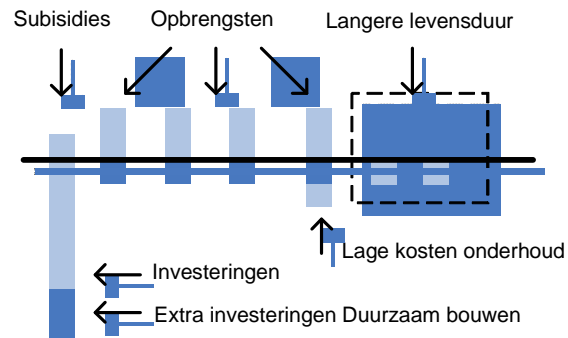 Subisidies
Opbrengsten
Langere levensduur
Lage kosten onderhoud
Investeringen
Extra investeringen Duurzaam bouwen